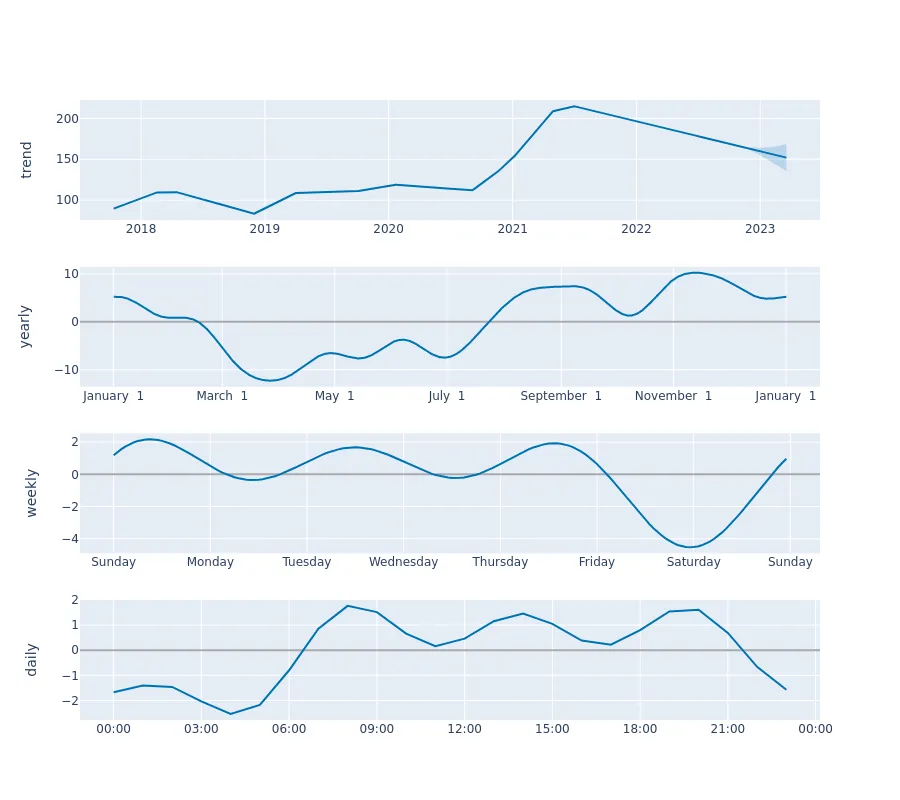 trend
200
150
100
2018 2019 2020 2021 2022 2023
yearly
10
0
−10
January 1 March 1 May 1 July 1 September 1 November 1 January 1
weekly
2
0
−2
−4
Sunday Monday Tuesday Wednesday Thursday Friday Saturday Sunday
daily
2
1
0
−1
−2
00:00 03:00 06:00 09:00 12:00 15:00 18:00 21:00 00:00